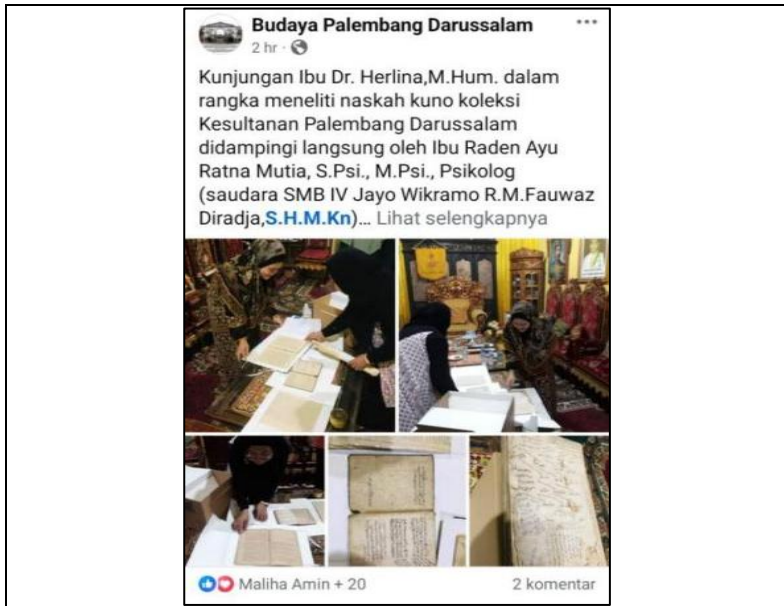 Budaya Palembang Darussalam
2 hr
Kunjungan Ibu Dr. Herlina,M.Hum. dalam
rangka meneliti naskah kuno koleksi
Kesultanan Palembang Darussalam
didampingi langsung oleh Ibu Raden Ayu
Ratna Mutia, S.Psi., M.Psi., Psikolog
(saudara SMB IV Jayo Wikramo R.M.Fauwaz
Diradja,S.H.M.Kn)... Lihat selengkapnya
Maliha Amin + 20
2 komentar